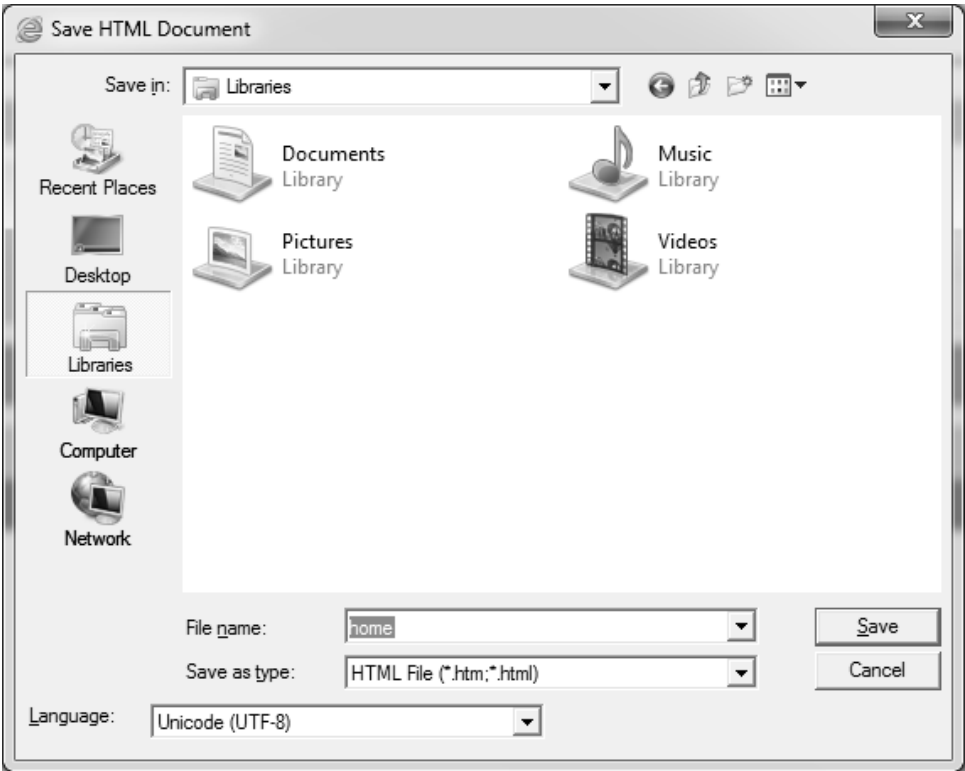 Save HTML Document
x
Save in: Libraries
Recent Places
Desktop
Libraries
Computer
Network
Documents
Library
Music
Library
Pictures
Library
Videos
Library
File name: home
Save
Save as type: HTML File (*.htm;*.html)
Cancel
Language: Unicode (UTF-8)